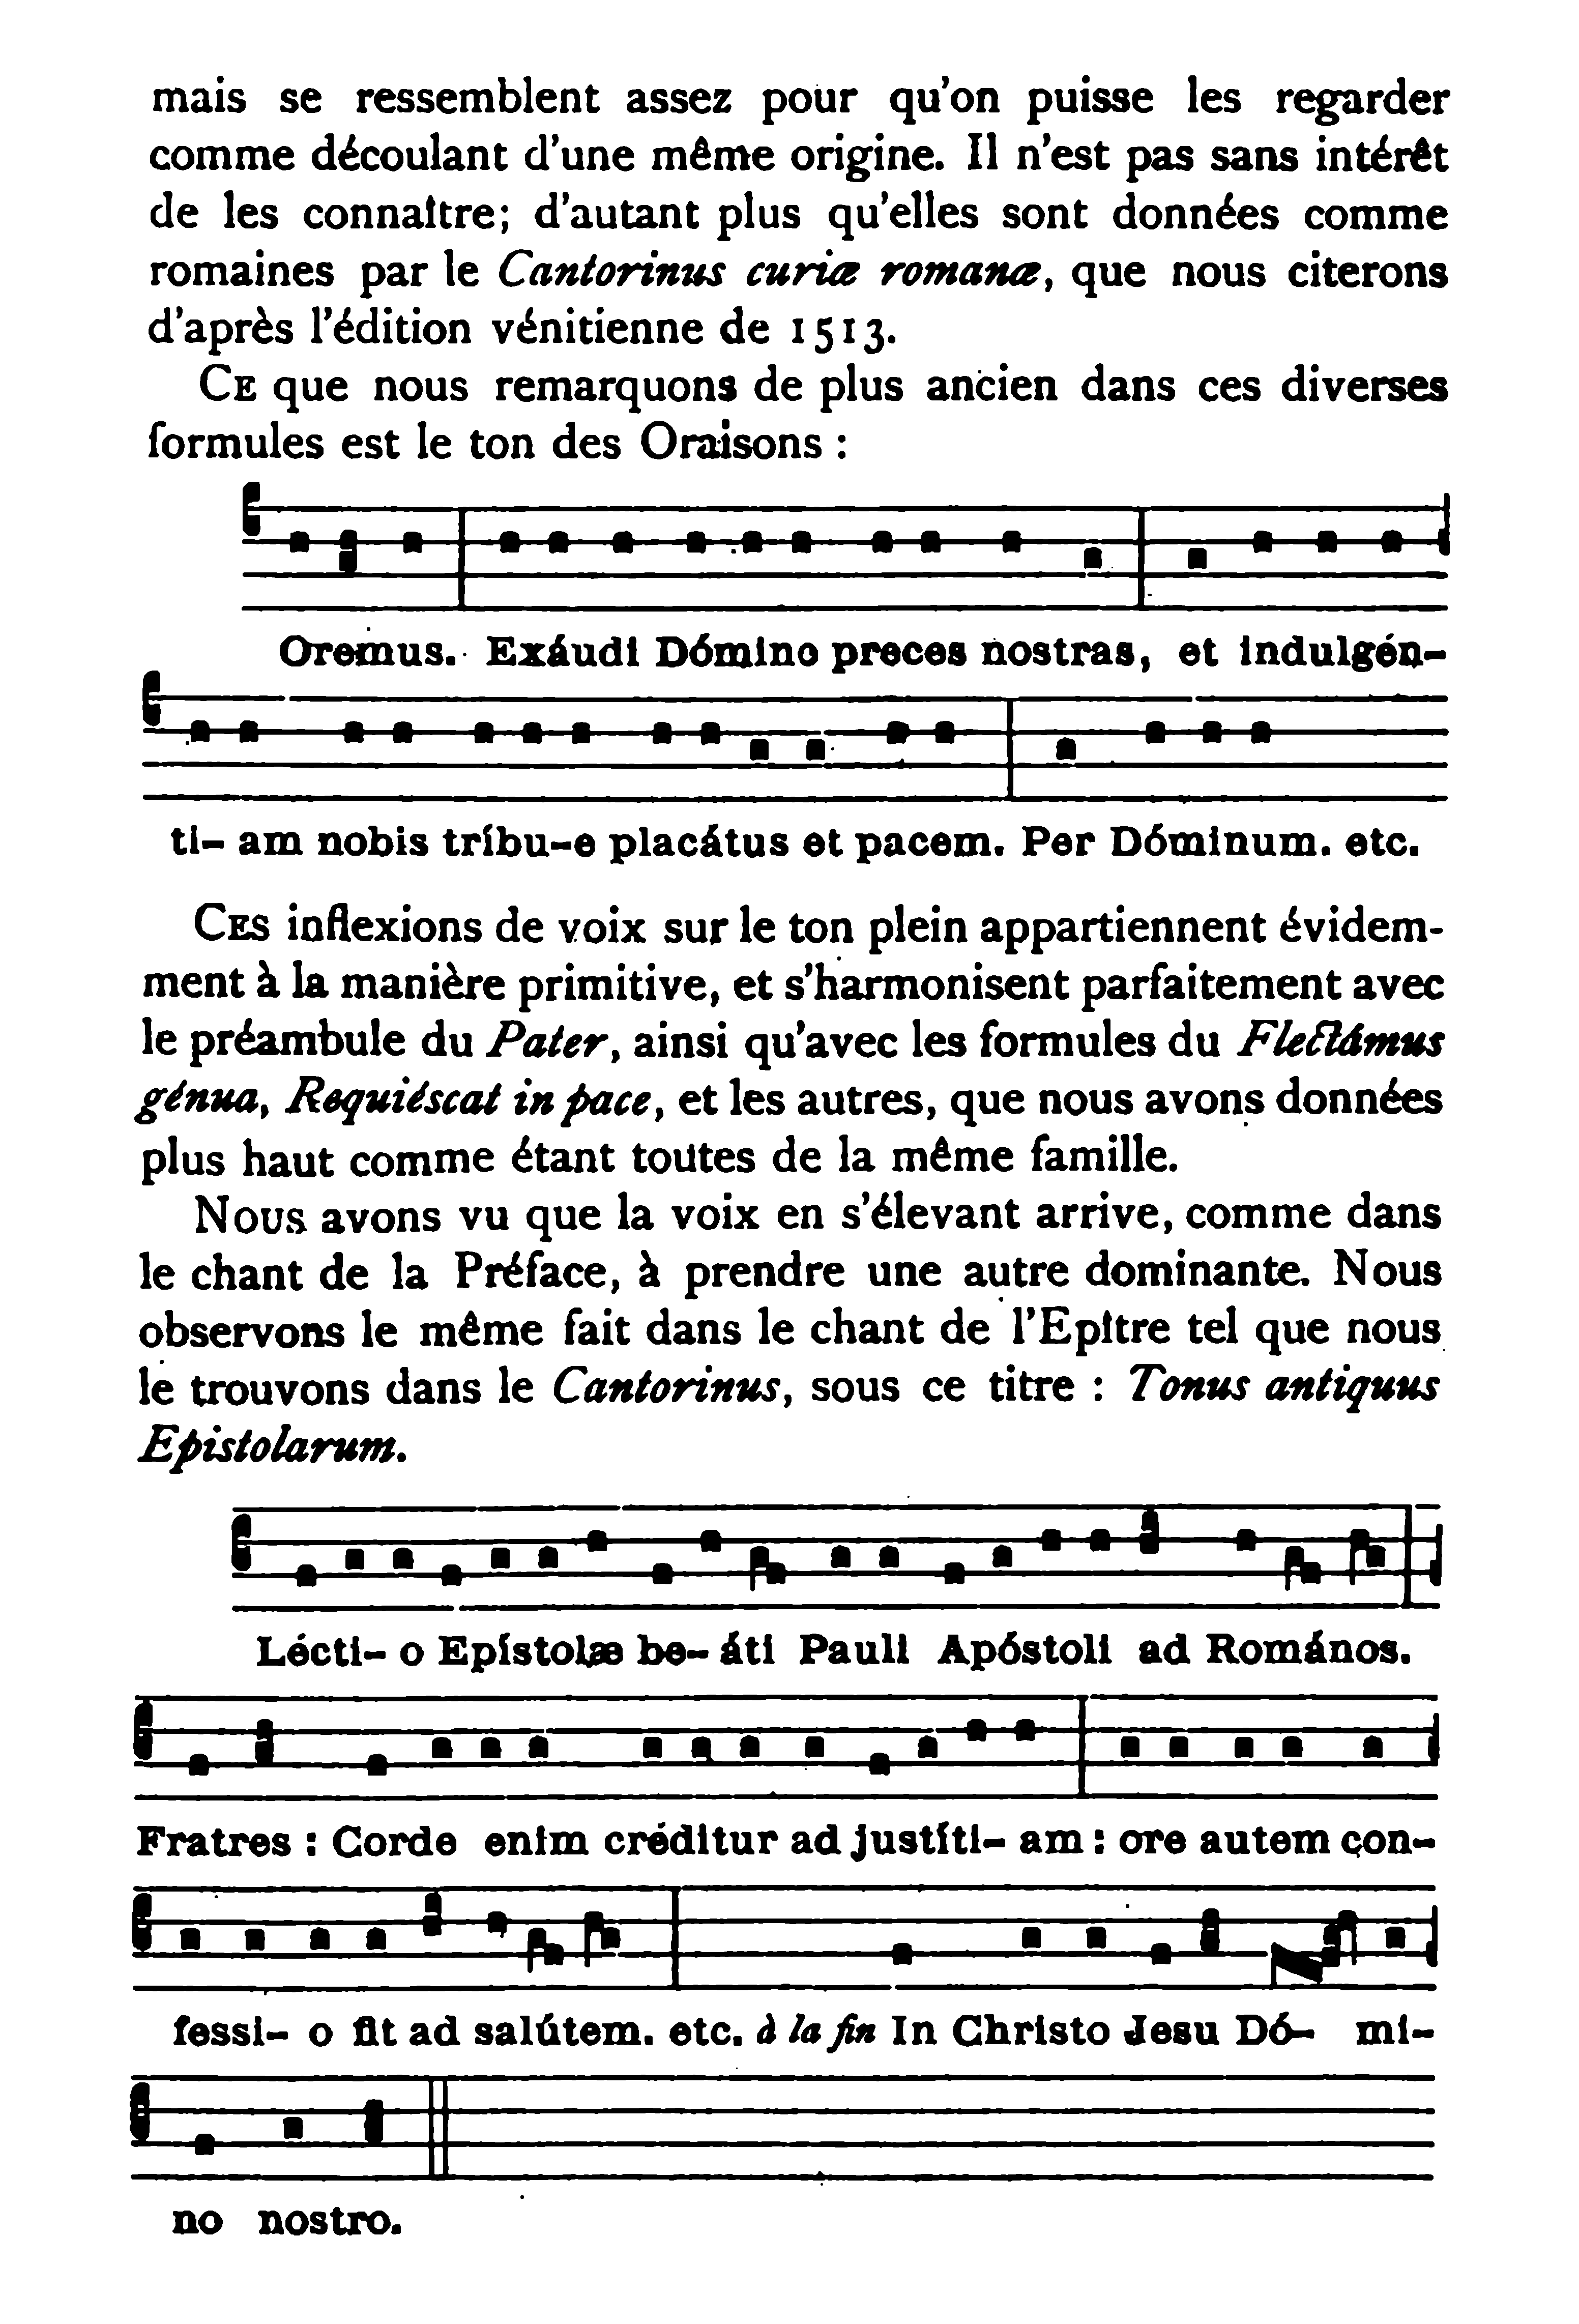 mais se ressemblent assez pour qu'on puisse les regarder
comme découlant d'une même origine. Il n'est pas sans intérêt
de les connaître; d'autant plus qu'elles sont données comme
romaines par le Cantorinus curiæ romanæ, que nous citerons
d'après l'édition vénitienne de 1513.
CE que nous remarquons de plus ancien dans ces diverses
formules est le ton des Oraisons :
Oremus. Exáudi Dómino preces nostras, et indulgén-
ti- am nobis tríbu-e placátus et pacem. Per Dóminum. etc.
CES inflexions de voix sur le ton plein appartiennent évidem-
ment à la manière primitive, et s'harmonisent parfaitement avec
le préambule du Pater, ainsi qu'avec les formules du Flectámus
génua, Requiéscat in pace, et les autres, que nous avons données
plus haut comme étant toutes de la même famille.
Nous avons vu que la voix en s'élevant arrive, comme dans
le chant de la Préface, à prendre une autre dominante. Nous
observons le même fait dans le chant de l'Epître tel que nous
le trouvons dans le Cantorinus, sous ce titre : Tonus antiquus
Epistolarum.
Lécti- o Epístolæ be- áti Pauli Apóstoli ad Romános.
Fratres : Corde enim créditur ad justíti- am : ore autem con-
fessi- o fit ad salútem. etc. à la fin In Christo Jesu Dó- mi-
no nostro.